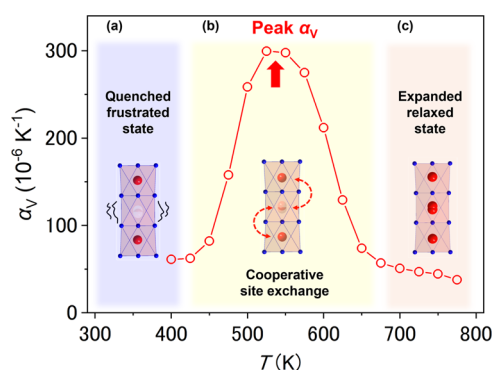 (a)
(b)
Peak αV
(c)
Quenched
frustrated
state
Expanded
relaxed
state
Cooperative
site exchange
αV (10-6 K-1)
300
200
100
0
300
400
500
600
700
800
T (K)